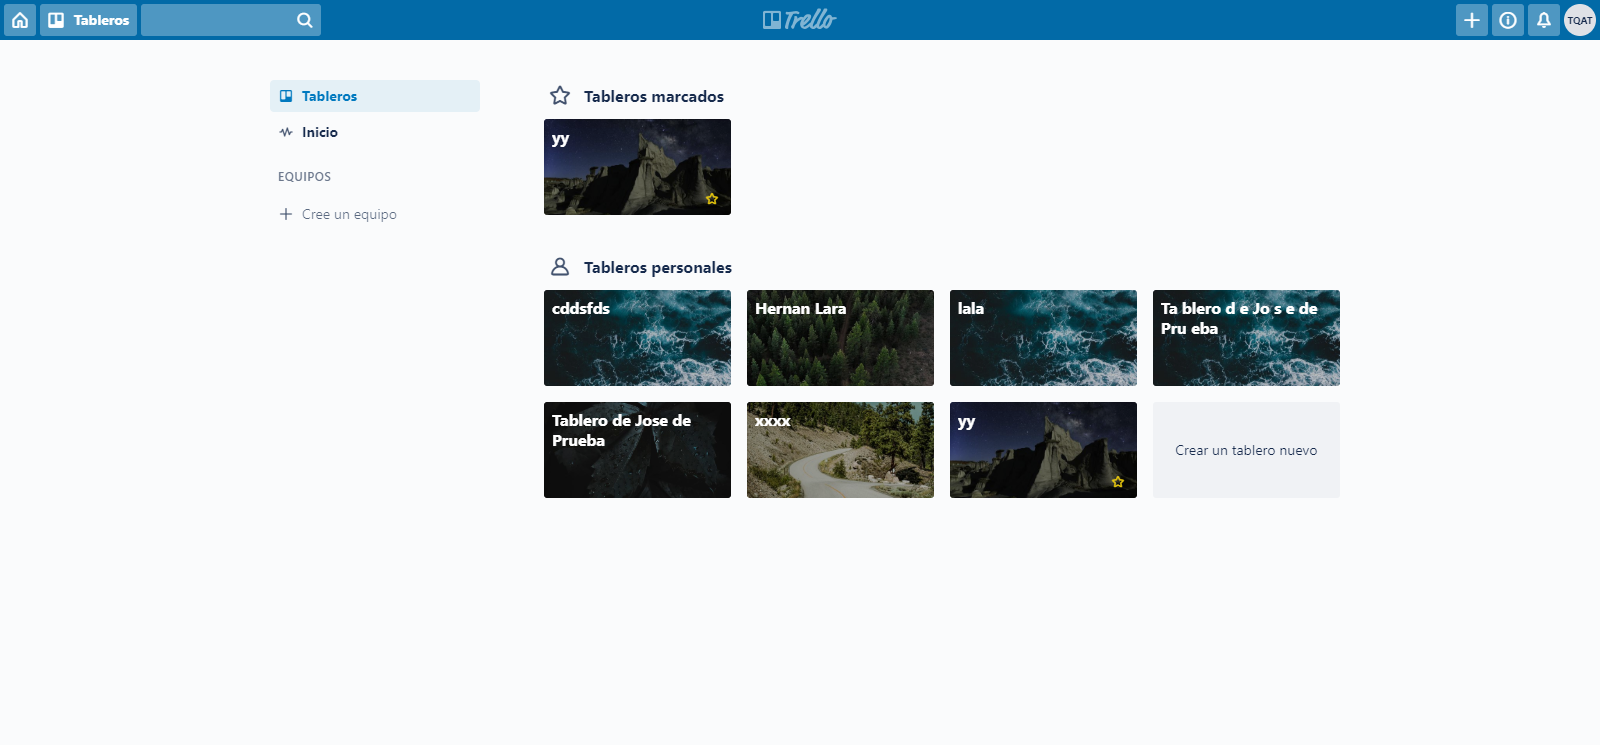 Tableros
Trello
TQAT
Tableros
Inicio
EQUIPOS
Cree un equipo
Tableros marcados
yy
Tableros personales
cddsfds
Hernan Lara
lala
Ta blero d e Jo s e de
Pru eba
Tablero de Jose de
Prueba
xxxx
yy
Crear un tablero nuevo